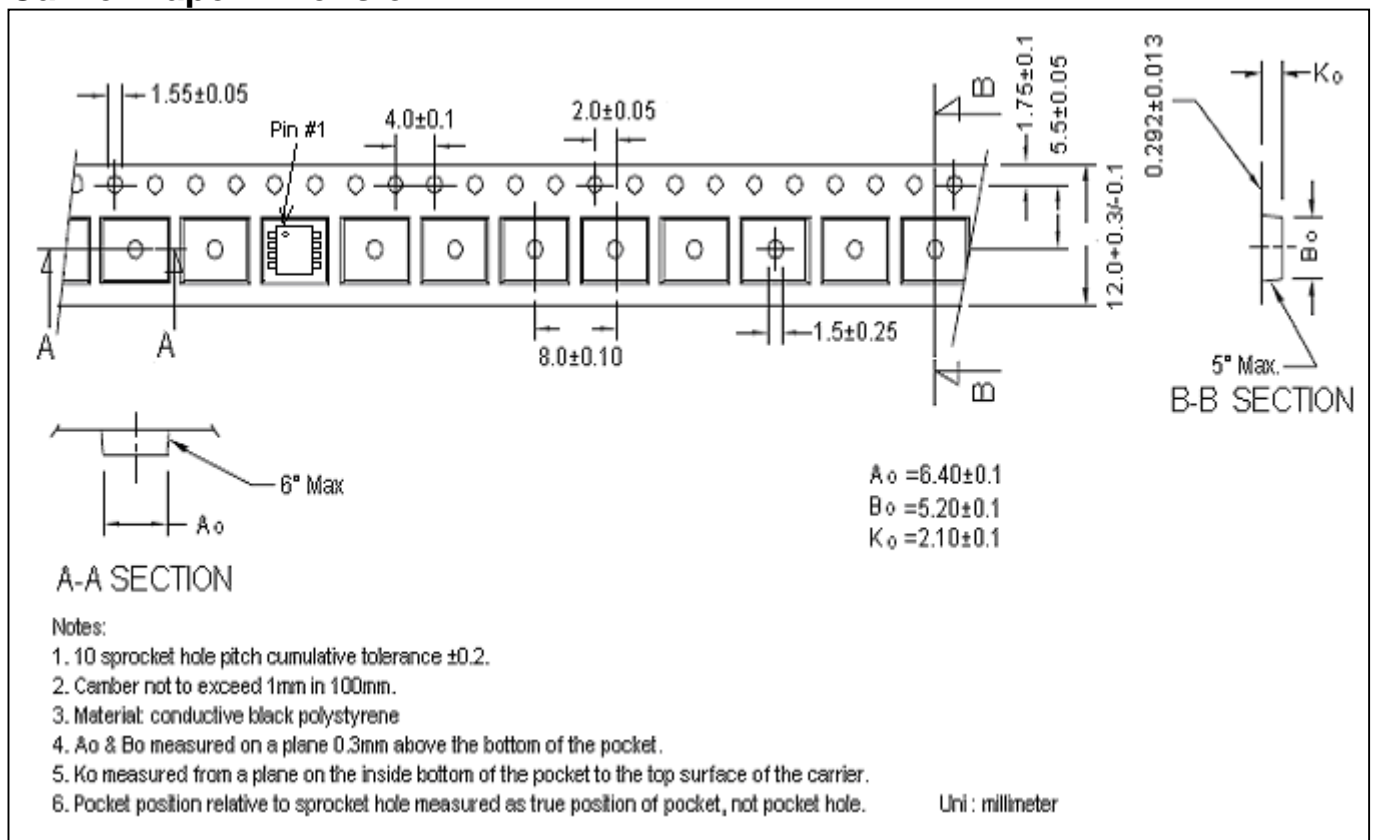 1.55±0.05
Pin #1
4.0±0.1
2.0±0.05
B
1.75±0.1
5.5±0.05
0.292±0.013
Ko
12.0+0.3/-0.1
Bo
A
A
8.0±0.10
1.5±0.25
B
5° Max.
B-B SECTION
6° Max
Ao
A-A SECTION
Ao =6.40±0.1
Bo =5.20±0.1
Ko =2.10±0.1
Notes:
1. 10 sprocket hole pitch cumulative tolerance ±0.2.
2. Camber not to exceed 1mm in 100mm.
3. Material: conductive black polystyrene
4. Ao & Bo measured on a plane 0.3mm above the bottom of the pocket.
5. Ko measured from a plane on the inside bottom of the pocket to the top surface of the carrier.
6. Pocket position relative to sprocket hole measured as true position of pocket, not pocket hole.
Uni : millimeter